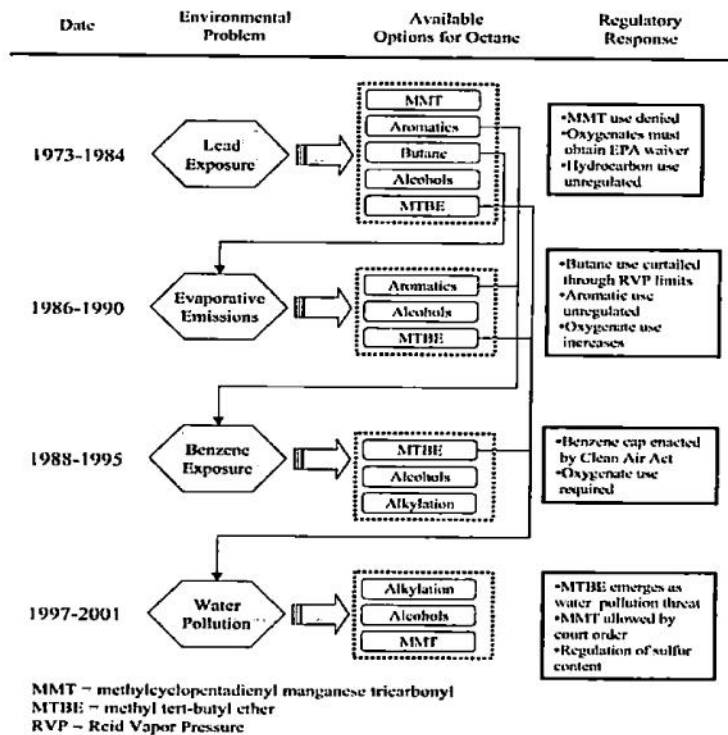 Date
Environmental
Problem
Available
Options for Octane
Regulatory
Response
1973-1984
Lead
Exposure
MMT
Aromatics
Butane
Alcohols
MTBE
•MMT use denied
•Oxygenates must
obtain EPA waiver
•Hydrocarbon use
unregulated
1986-1990
Evaporative
Emissions
Aromatics
Alcohols
MTBE
•Butane use curtailed
through RVP limits
•Aromatic use
unregulated
•Oxygenate use
increases
1988-1995
Benzene
Exposure
MTBE
Alcohols
Alkylation
•Benzene cap enacted
by Clean Air Act
•Oxygenate use
required
1997-2001
Water
Pollution
Alkylation
Alcohols
MMT
•MTBE emerges as
water pollution threat
•MMT allowed by
court order
•Regulation of sulfur
content
MMT = methylcyclopentadienyl manganese tricarbonyl
MTBE = methyl tert-butyl ether
RVP – Reid Vapor Pressure